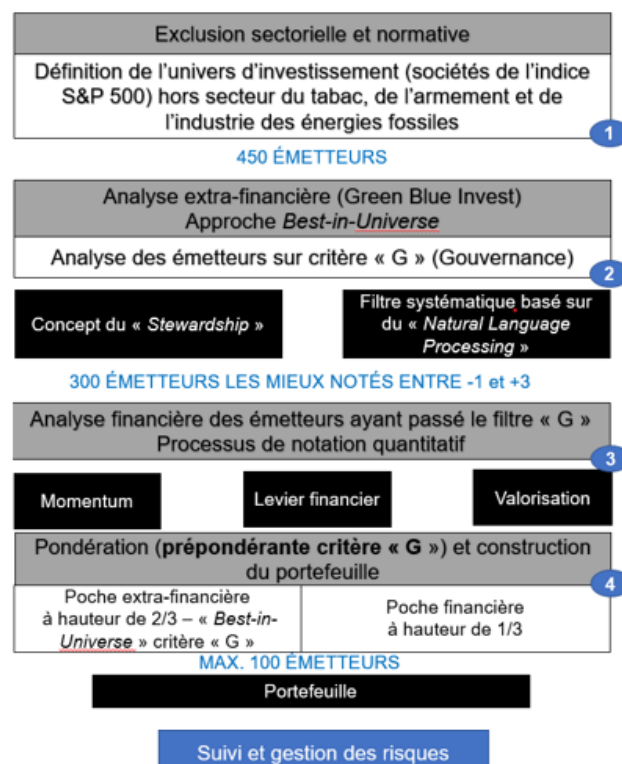 Exclusion sectorielle et normative
Définition de l'univers d'investissement (sociétés de l'indice
S&P 500) hors secteur du tabac, de l'armement et de
l'industrie des énergies fossiles
1
450 ÉMETTEURS
Analyse extra-financière (Green Blue Invest)
Approche Best-in-Universe
Analyse des émetteurs sur critère « G » (Gouvernance)
2
Concept du « Stewardship »
Filtre systématique basé sur
du « Natural Language
Processing »
300 ÉMETTEURS LES MIEUX NOTÉS ENTRE -1 et +3
Analyse financière des émetteurs ayant passé le filtre « G »
Processus de notation quantitatif
3
Momentum
Levier financier
Valorisation
Pondération (prépondérante critère « G ») et construction
du portefeuille
4
Poche extra-financière
à hauteur de 2/3 – « Best-in-
Universe » critère « G »
Poche financière
à hauteur de 1/3
MAX. 100 ÉMETTEURS
Portefeuille
Suivi et gestion des risques